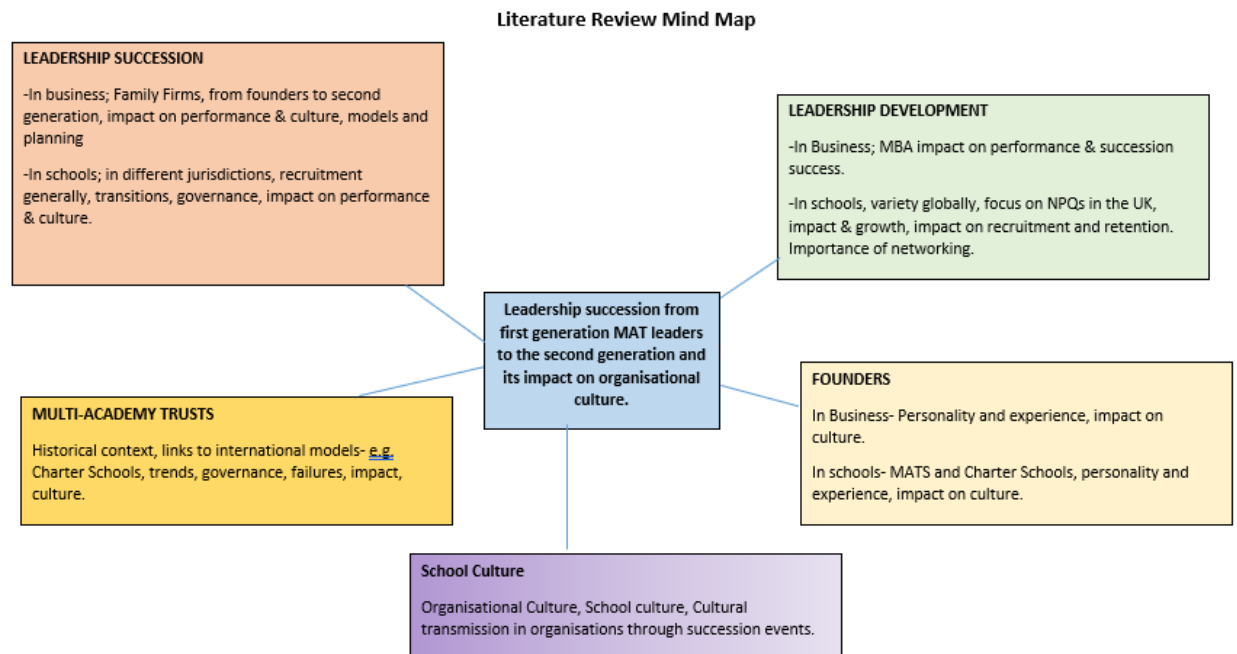 Literature Review Mind Map
LEADERSHIP SUCCESSION
-In business; Family Firms, from founders to second
generation, impact on performance & culture, models and
planning
-In schools; in different jurisdictions, recruitment
generally, transitions, governance, impact on performance
& culture.
LEADERSHIP DEVELOPMENT
-In Business; MBA impact on performance & succession
success.
-In schools, variety globally, focus on NPQs in the UK,
impact & growth, impact on recruitment and retention.
Importance of networking.
Leadership succession from
first generation MAT leaders
to the second generation and
its impact on organisational
culture.
MULTI-ACADEMY TRUSTS
Historical context, links to international models- e.g.
Charter Schools, trends, governance, failures, impact,
culture.
FOUNDERS
In Business- Personality and experience, impact on
culture.
In schools- MATS and Charter Schools, personality and
experience, impact on culture.
School Culture
Organisational Culture, School culture, Cultural
transmission in organisations through succession events.